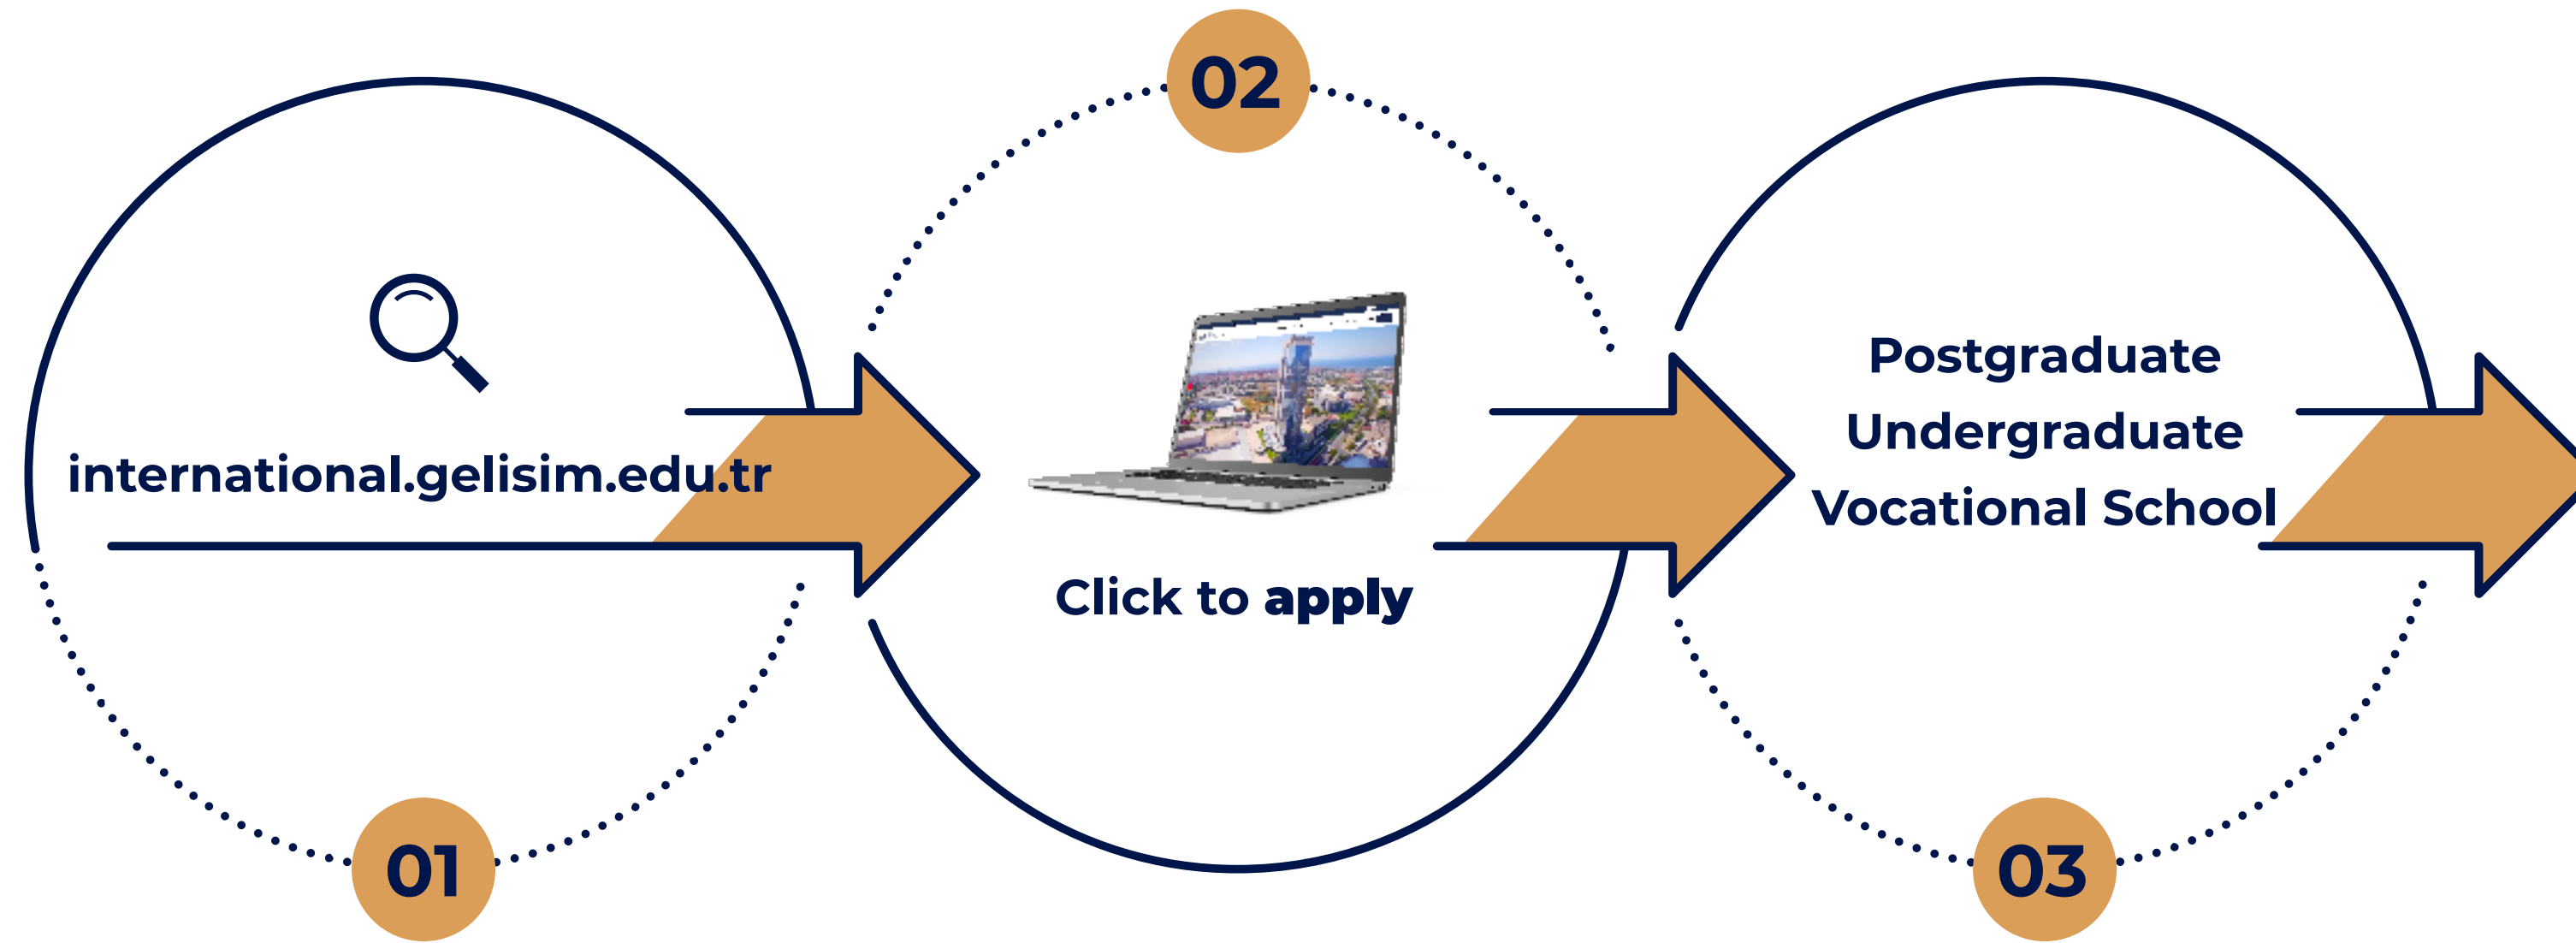 02
international.gelisim.edu.tr
Click to apply
Postgraduate
Undergraduate
Vocational School
01
03